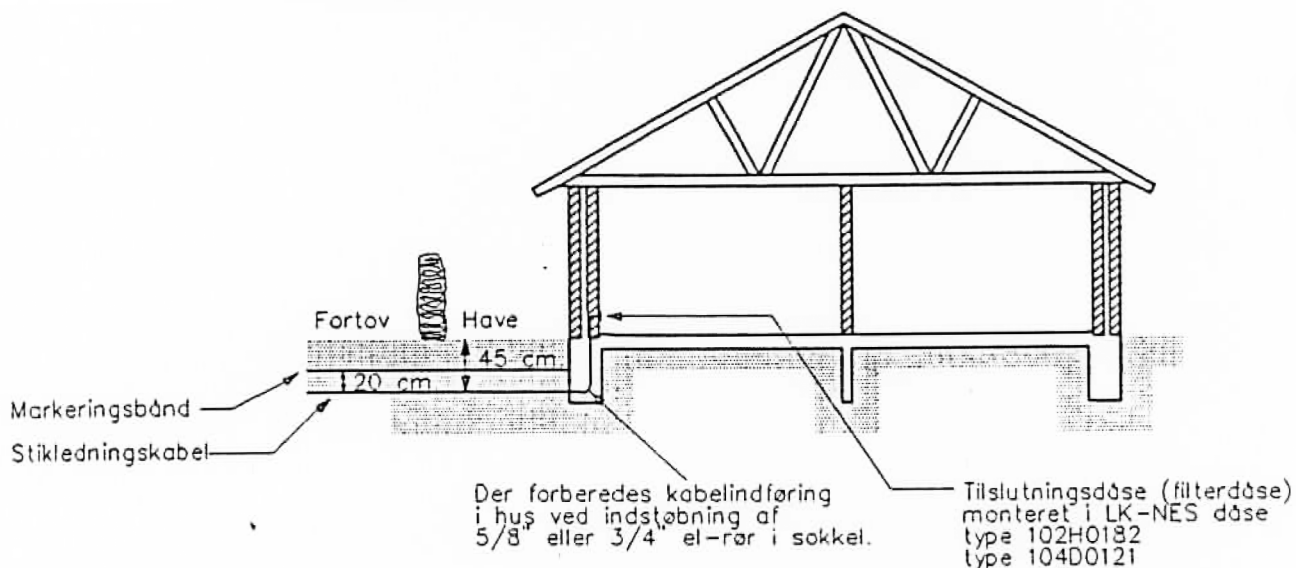 Fortov Have
45 cm.
20 cm.
Markeringsbånd
Stikledningskabel
Der forberedes kabelindføring
i hus ved indstøbning af
5/8" eller 3/4" el-rør i sokkel.
Tilslutningsdåse (filterdåse)
monteret i LK-NES dåse
type 102H0182
type 104D0121